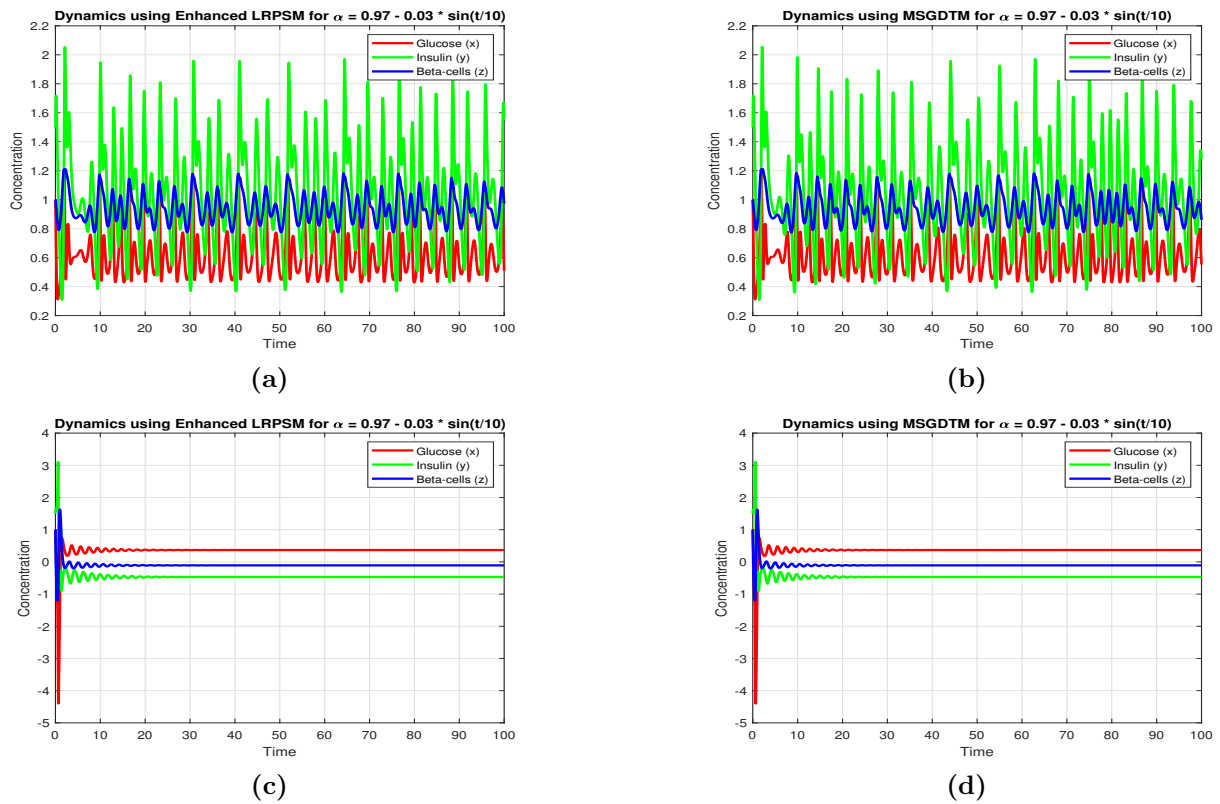 Dynamics using Enhanced LRPSM for α = 0.97 - 0.03 * sin(t/10)
Glucose (x)
Insulin (y)
Beta-cells (z)
Concentration
2.2
2
1.8
1.6
1.4
1.2
1
0.8
0.6
0.4
0.2
0 10 20 30 40 50 60 70 80 90 100
Time
(a)
Dynamics using MSGDTM for α = 0.97 - 0.03 * sin(t/10)
Glucose (x)
Insulin (y)
Beta-cells (z)
Concentration
2.2
2
1.8
1.6
1.4
1.2
1
0.8
0.6
0.4
0.2
0 10 20 30 40 50 60 70 80 90 100
Time
(b)
Dynamics using Enhanced LRPSM for α = 0.97 - 0.03 * sin(t/10)
Glucose (x)
Insulin (y)
Beta-cells (z)
Concentration
4
3
2
1
0
-1
-2
-3
-4
-5
0 10 20 30 40 50 60 70 80 90 100
Time
(c)
Dynamics using MSGDTM for α = 0.97 - 0.03 * sin(t/10)
Glucose (x)
Insulin (y)
Beta-cells (z)
Concentration
4
3
2
1
0
-1
-2
-3
-4
-5
0 10 20 30 40 50 60 70 80 90 100
Time
(d)